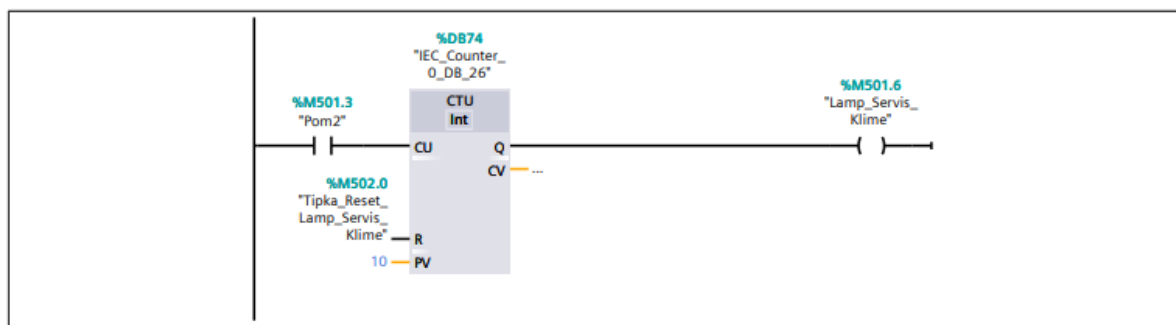 %DB74
"IEC_Counter_
0_DB_26"
CTU
Int
%M501.3
"Pom2"
CU
Q
CV
...
%M501.6
"Lamp_Servis_
Klime"
%M502.0
"Tipka_Reset_
Lamp_Servis_
Klime"
R
10
PV